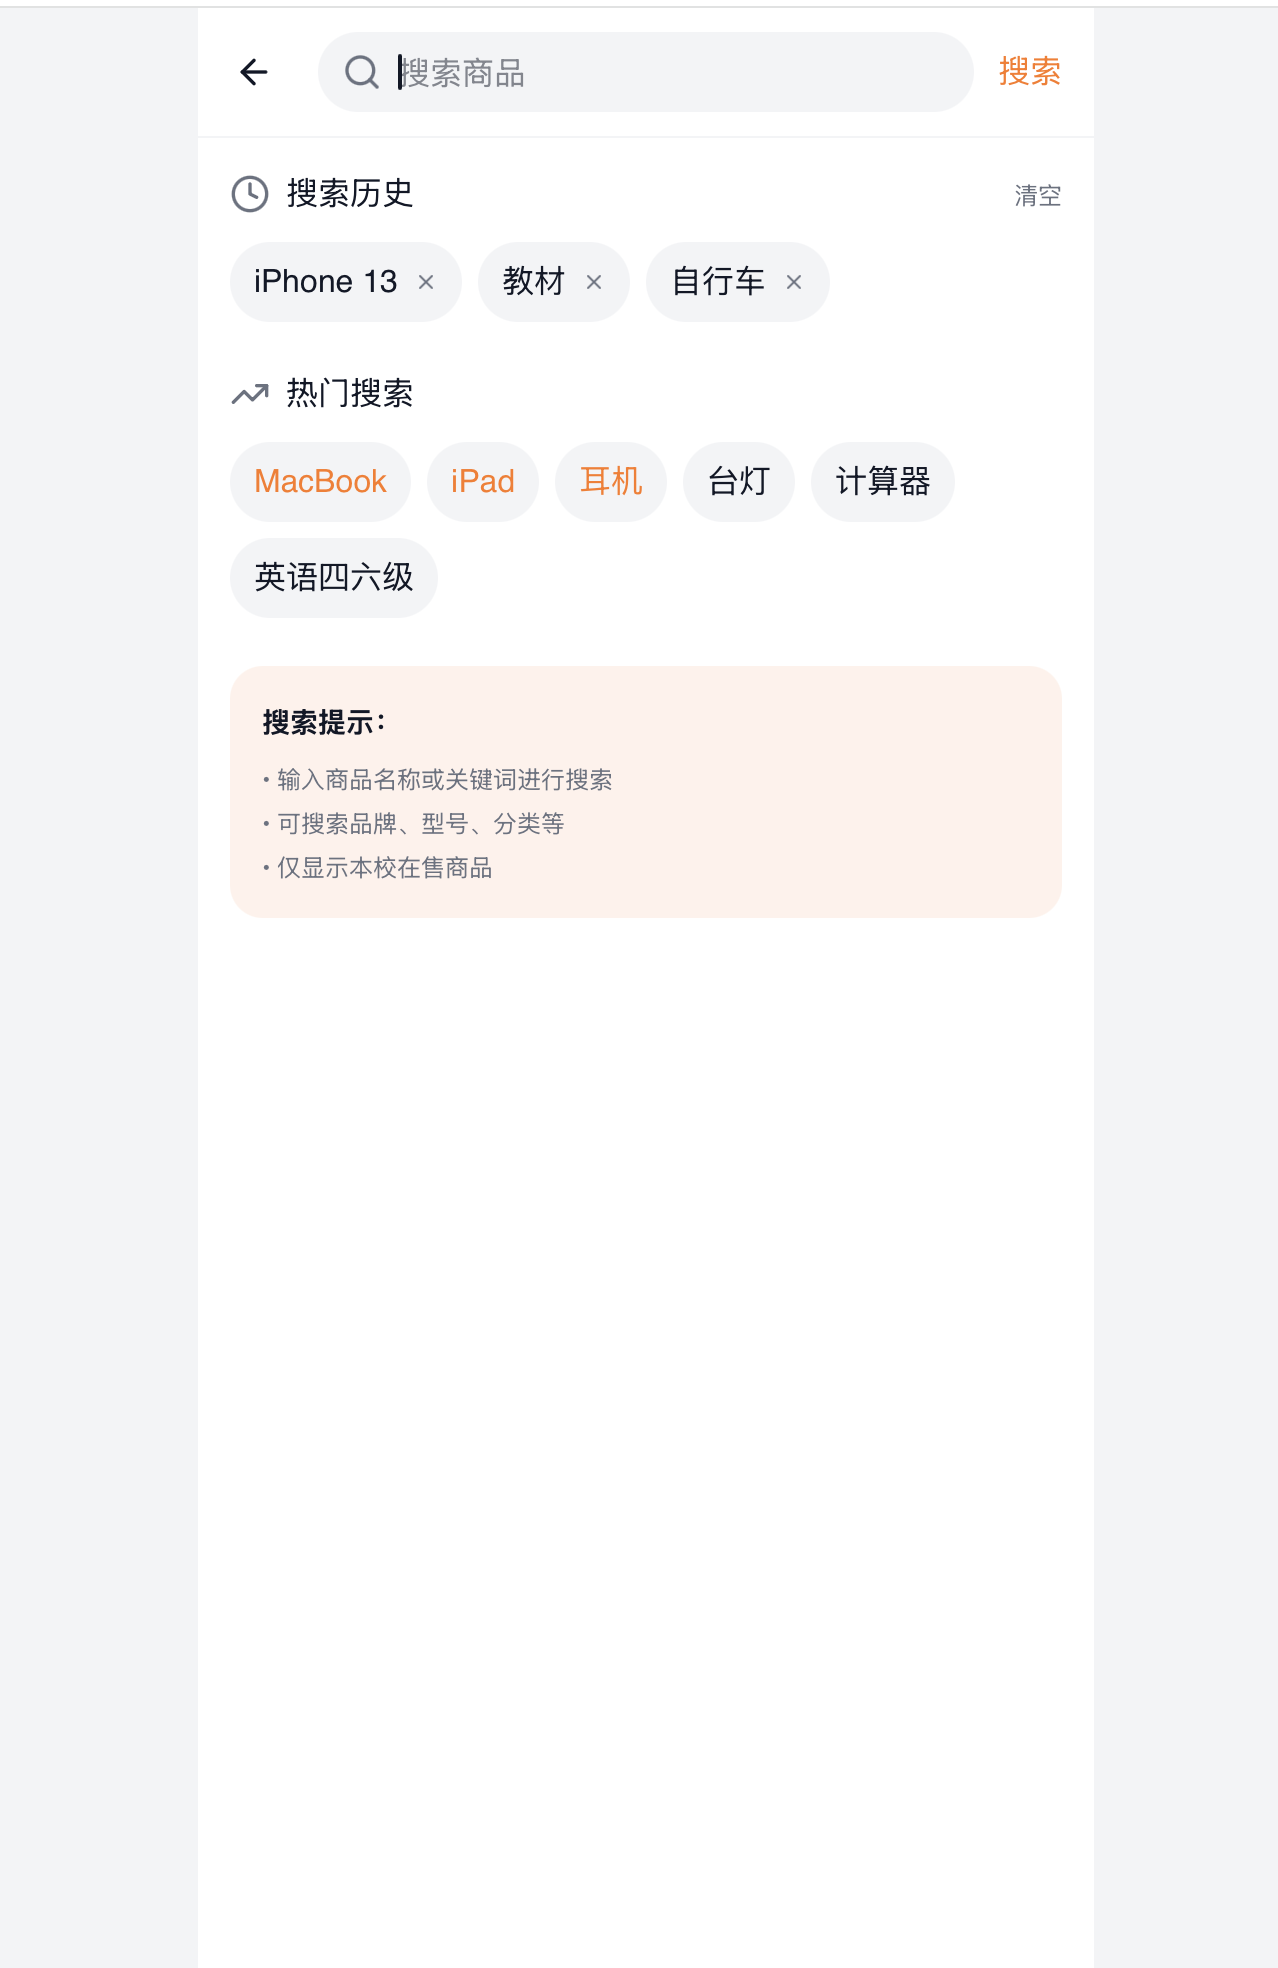 搜索商品 搜索
搜索历史 清空
iPhone 13 × 教材 × 自行车 ×
热门搜索
MacBook iPad 耳机 台灯 计算器
英语四六级
搜索提示：
• 输入商品名称或关键词进行搜索
• 可搜索品牌、型号、分类等
• 仅显示本校在售商品